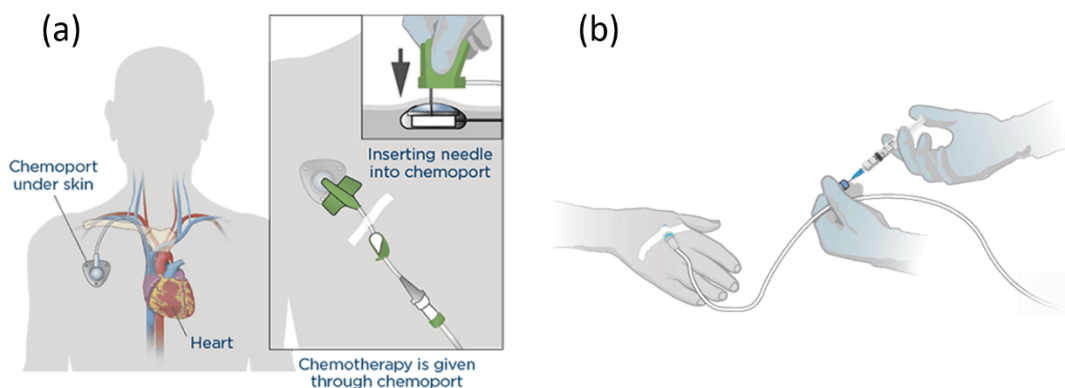 (a)
Chemoport
under skin
Heart
Inserting needle
into chemoport
Chemotherapy is given
through chemoport
(b)